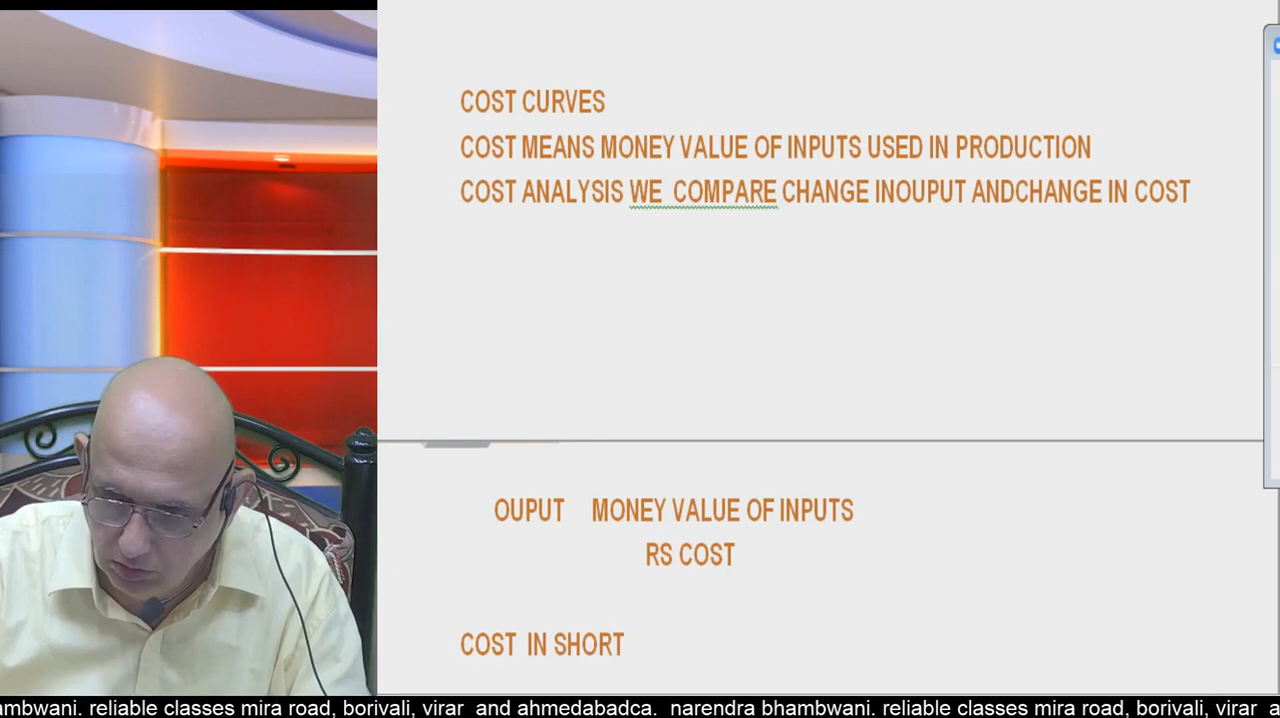 COST CURVES
COST MEANS MONEY VALUE OF INPUTS USED IN PRODUCTION
COST ANALYSIS WE COMPARE CHANGE INOUPUT ANDCHANGE IN COST
OUPUT MONEY VALUE OF INPUTS
RS COST
COST IN SHORT
ambwani. reliable classes mira road, borivali, virar and ahmedabadca. narendra bhambwani. reliable classes mira road, borivali, virar a